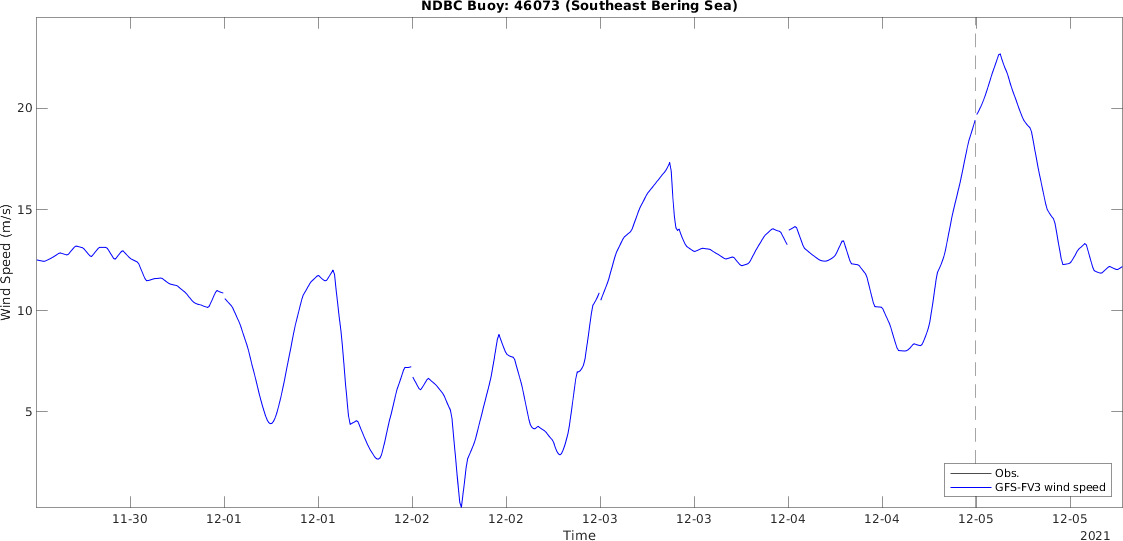 NDBC Buoy: 46073 (Southeast Bering Sea)
Wind Speed (m/s)
20
15
10
5
11-30 12-01 12-01 12-02 12-02 12-03 12-03 12-04 12-04 12-05 12-05
Time
2021
Obs.
GFS-FV3 wind speed